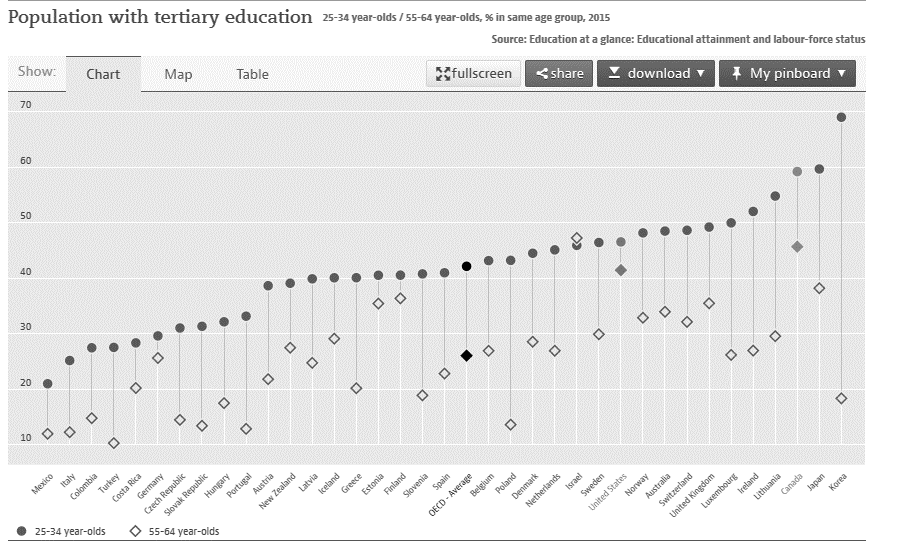 Population with tertiary education 25-34 year-olds / 55-64 year-olds, % in same age group, 2015
Source: Education at a glance: Educational attainment and labour-force status
Show: Chart Map Table fullscreen share download My pinboard
70
60
50
40
30
20
10
Mexico
Italy
Colombia
Turkey
Costa Rica
Germany
Czech Republic
Slovak Republic
Hungary
Portugal
Austria
New Zealand
Latvia
Iceland
Greece
Estonia
Finland
Slovenia
Spain
OECD - Average
Belgium
Poland
Denmark
Netherlands
Israel
Sweden
United States
Norway
Australia
Switzerland
United Kingdom
Luxembourg
Ireland
Lithuania
Canada
Japan
Korea
25-34 year-olds 55-64 year-olds